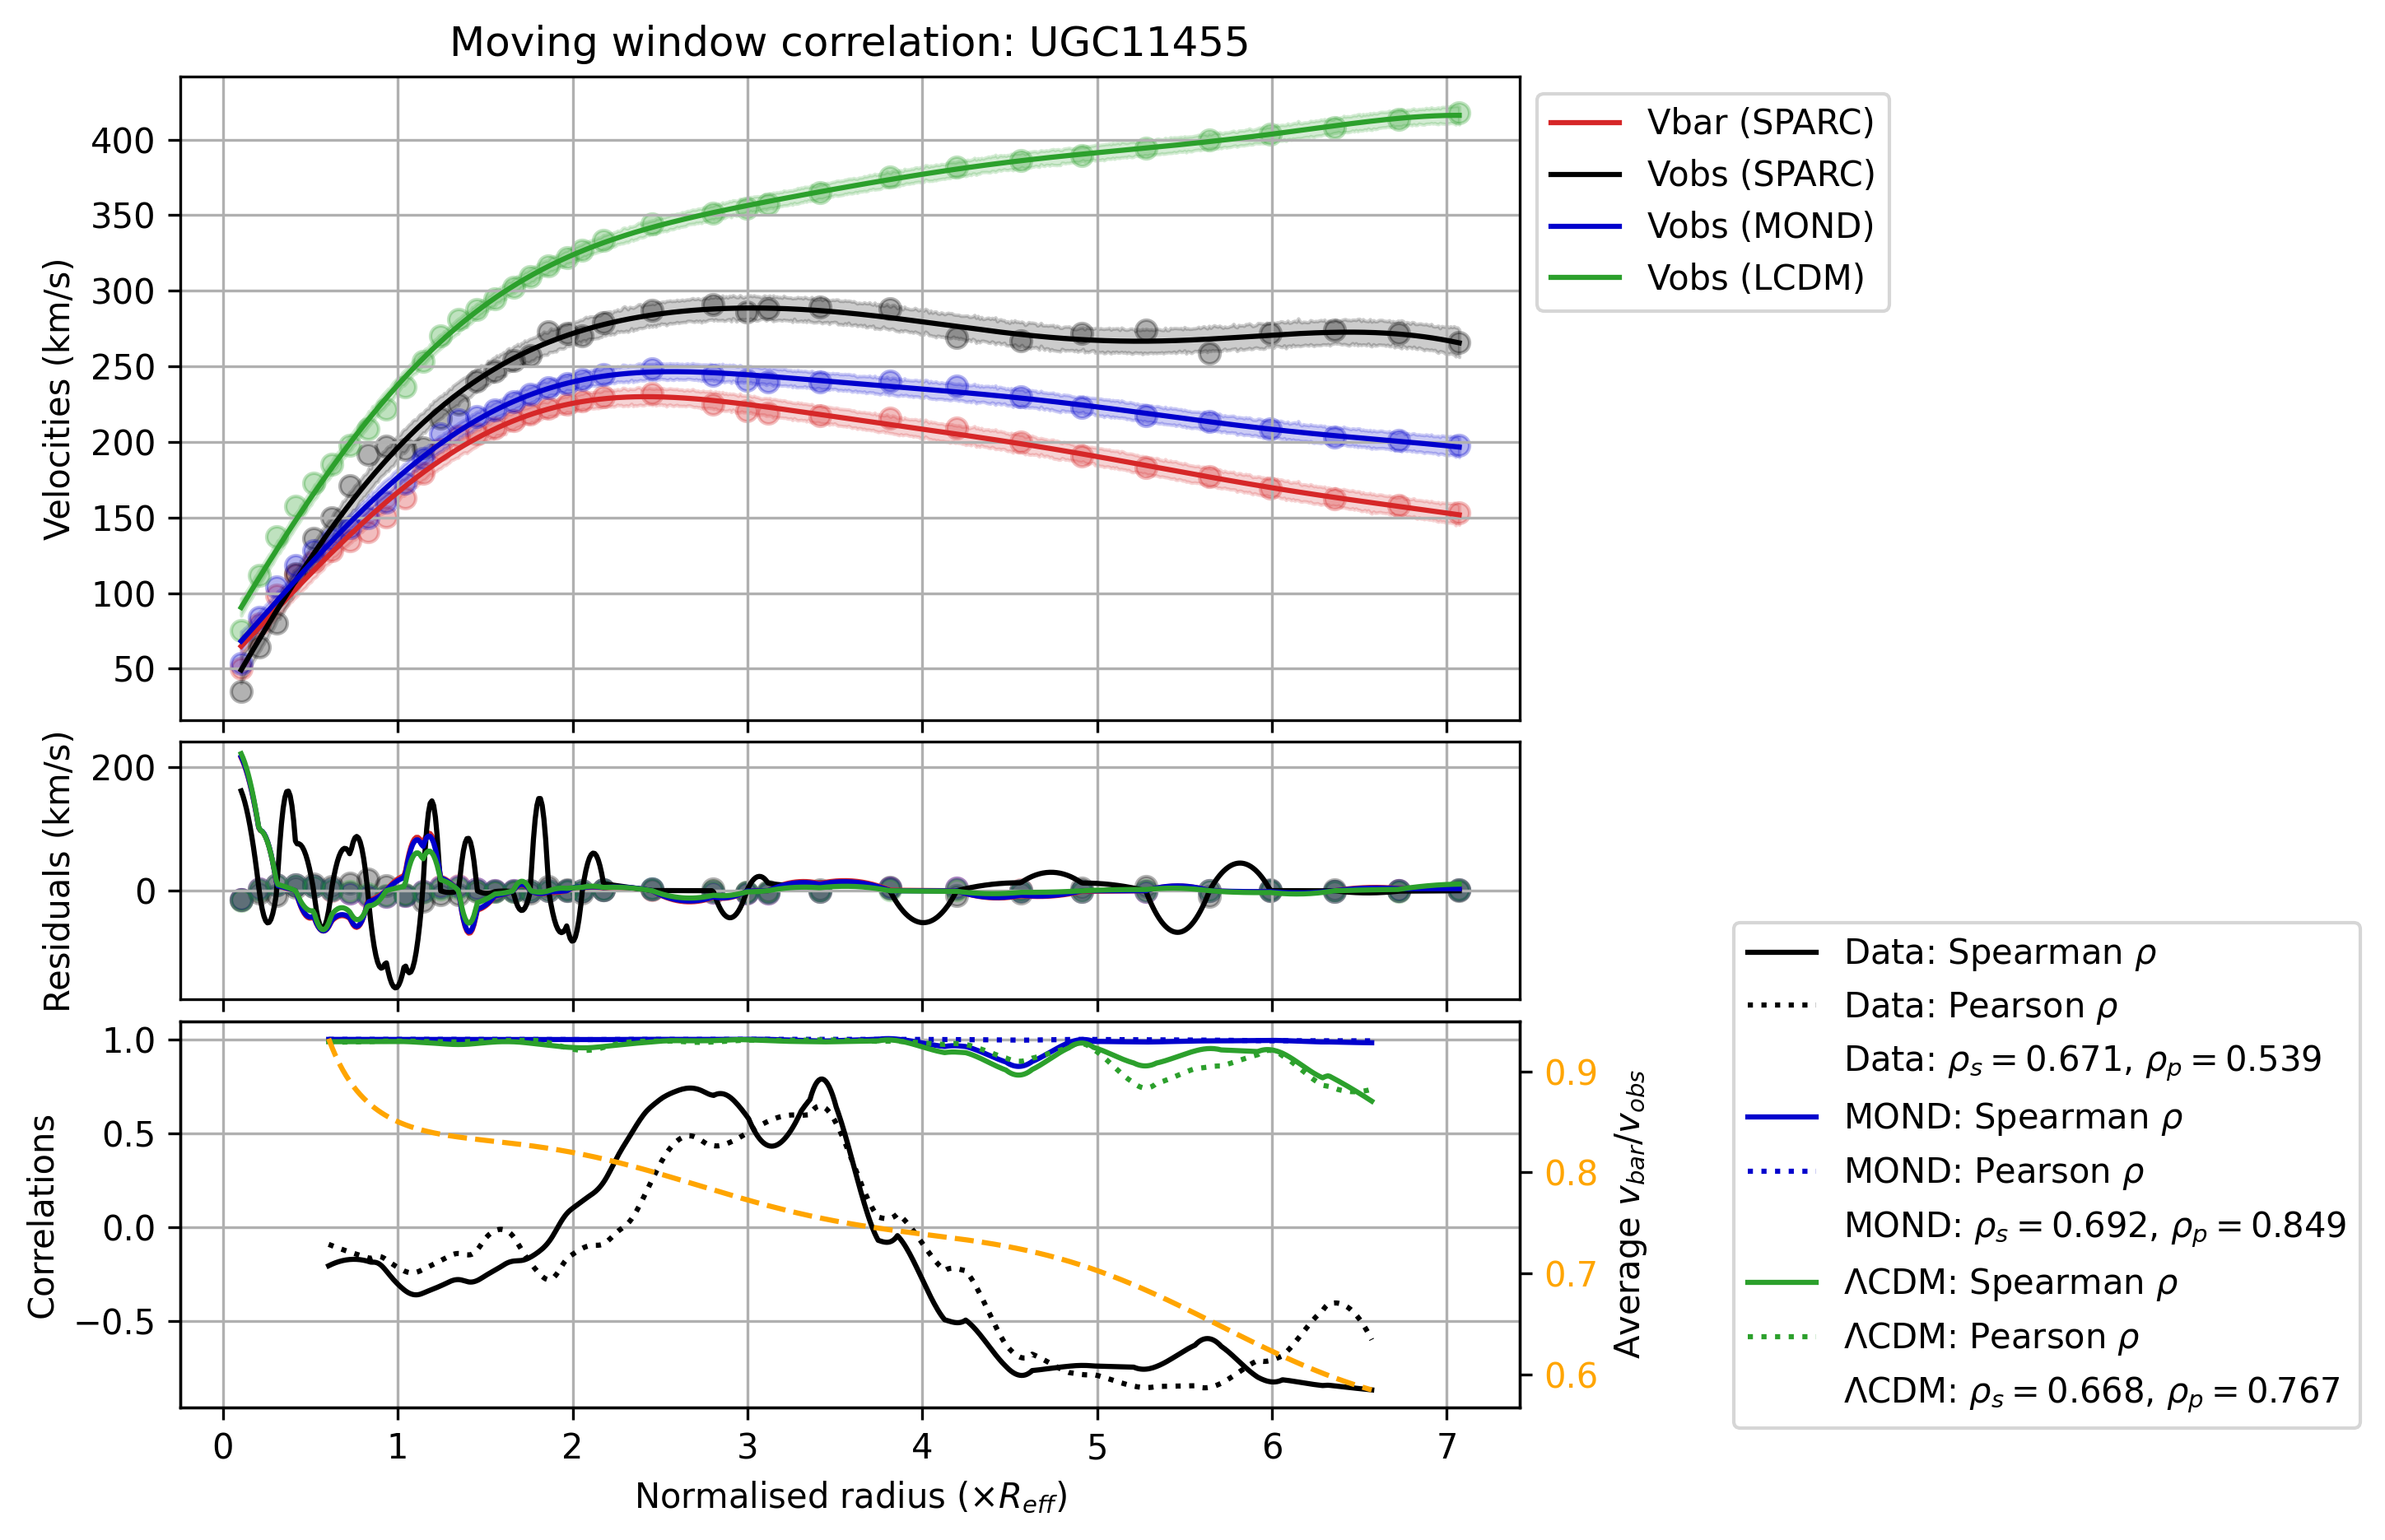 Moving window correlation: UGC11455
400
350
300
250
200
150
100
50
Velocities (km/s)
Vbar (SPARC)
Vobs (SPARC)
Vobs (MOND)
Vobs (LCDM)
200
0
Residuals (km/s)
1.0
0.5
0.0
−0.5
Correlations
0.9
0.8
0.7
0.6
Average v_bar/v_obs
0 1 2 3 4 5 6 7
Normalised radius (×R_eff)
Data: Spearman ρ
Data: Pearson ρ
Data: ρ_s = 0.671, ρ_p = 0.539
MOND: Spearman ρ
MOND: Pearson ρ
MOND: ρ_s = 0.692, ρ_p = 0.849
ΛCDM: Spearman ρ
ΛCDM: Pearson ρ
ΛCDM: ρ_s = 0.668, ρ_p = 0.767